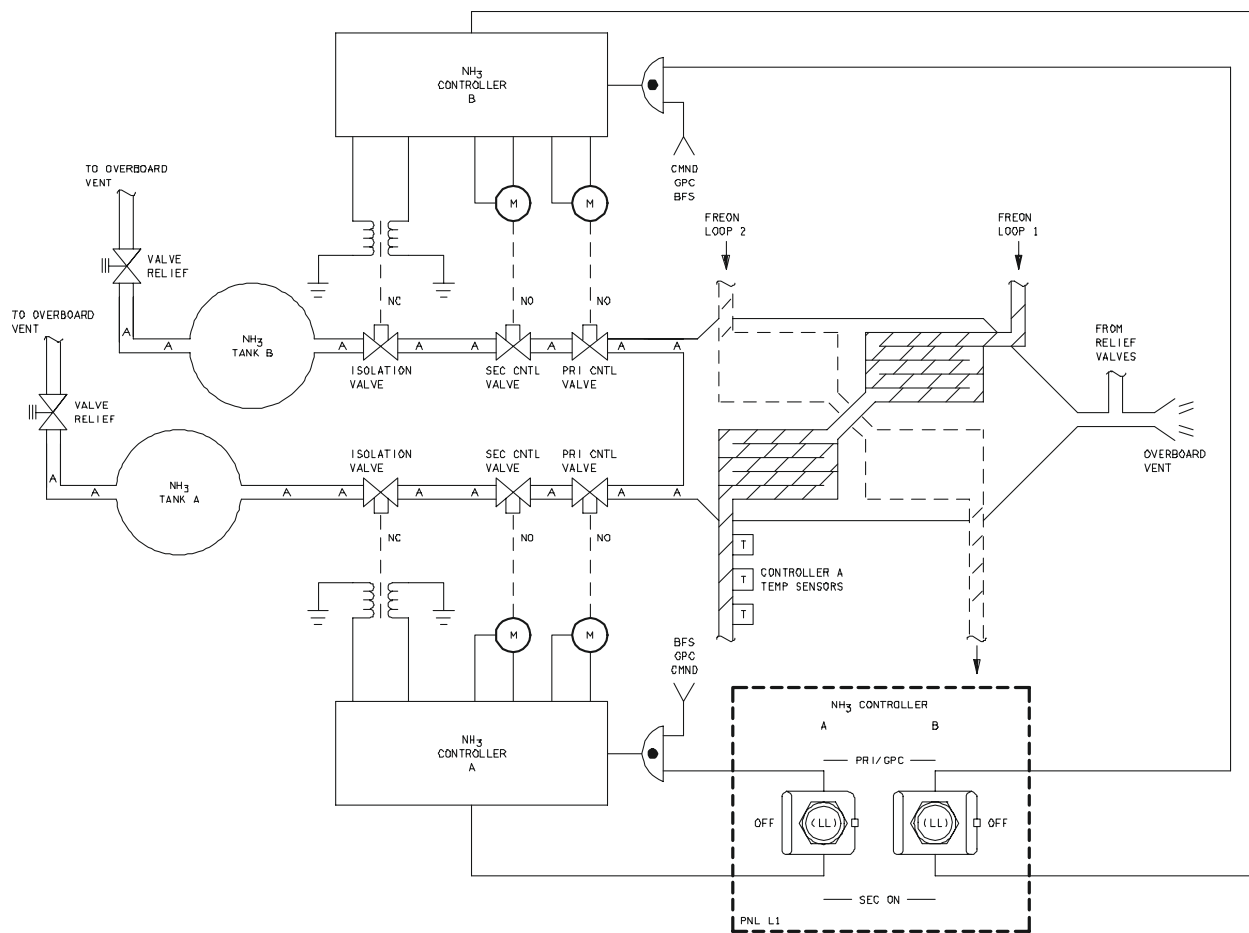 NH3
CONTROLLER
B
CMND
GPC
BFS
TO OVERBOARD
VENT
VALVE
RELIEF
M
M
FREON
LOOP 2
FREON
LOOP 1
TO OVERBOARD
VENT
NC
NO
NO
FROM
RELIEF
VALVES
A
A
NH3
TANK B
A
A
A
A
A
A
ISOLATION
VALVE
SEC CNTL
VALVE
PRI CNTL
VALVE
A
VALVE
RELIEF
ISOLATION
VALVE
SEC CNTL
VALVE
PRI CNTL
VALVE
OVERBOARD
VENT
A
A
NH3
TANK A
A
A
A
A
A
A
A
NC
NO
NO
T
T
T
CONTROLLER A
TEMP SENSORS
M
M
BFS
GPC
CMND
NH3
CONTROLLER
A
NH3 CONTROLLER
A B
PRI/GPC
OFF
(LL)
(LL)
OFF
SEC ON
PNL L1